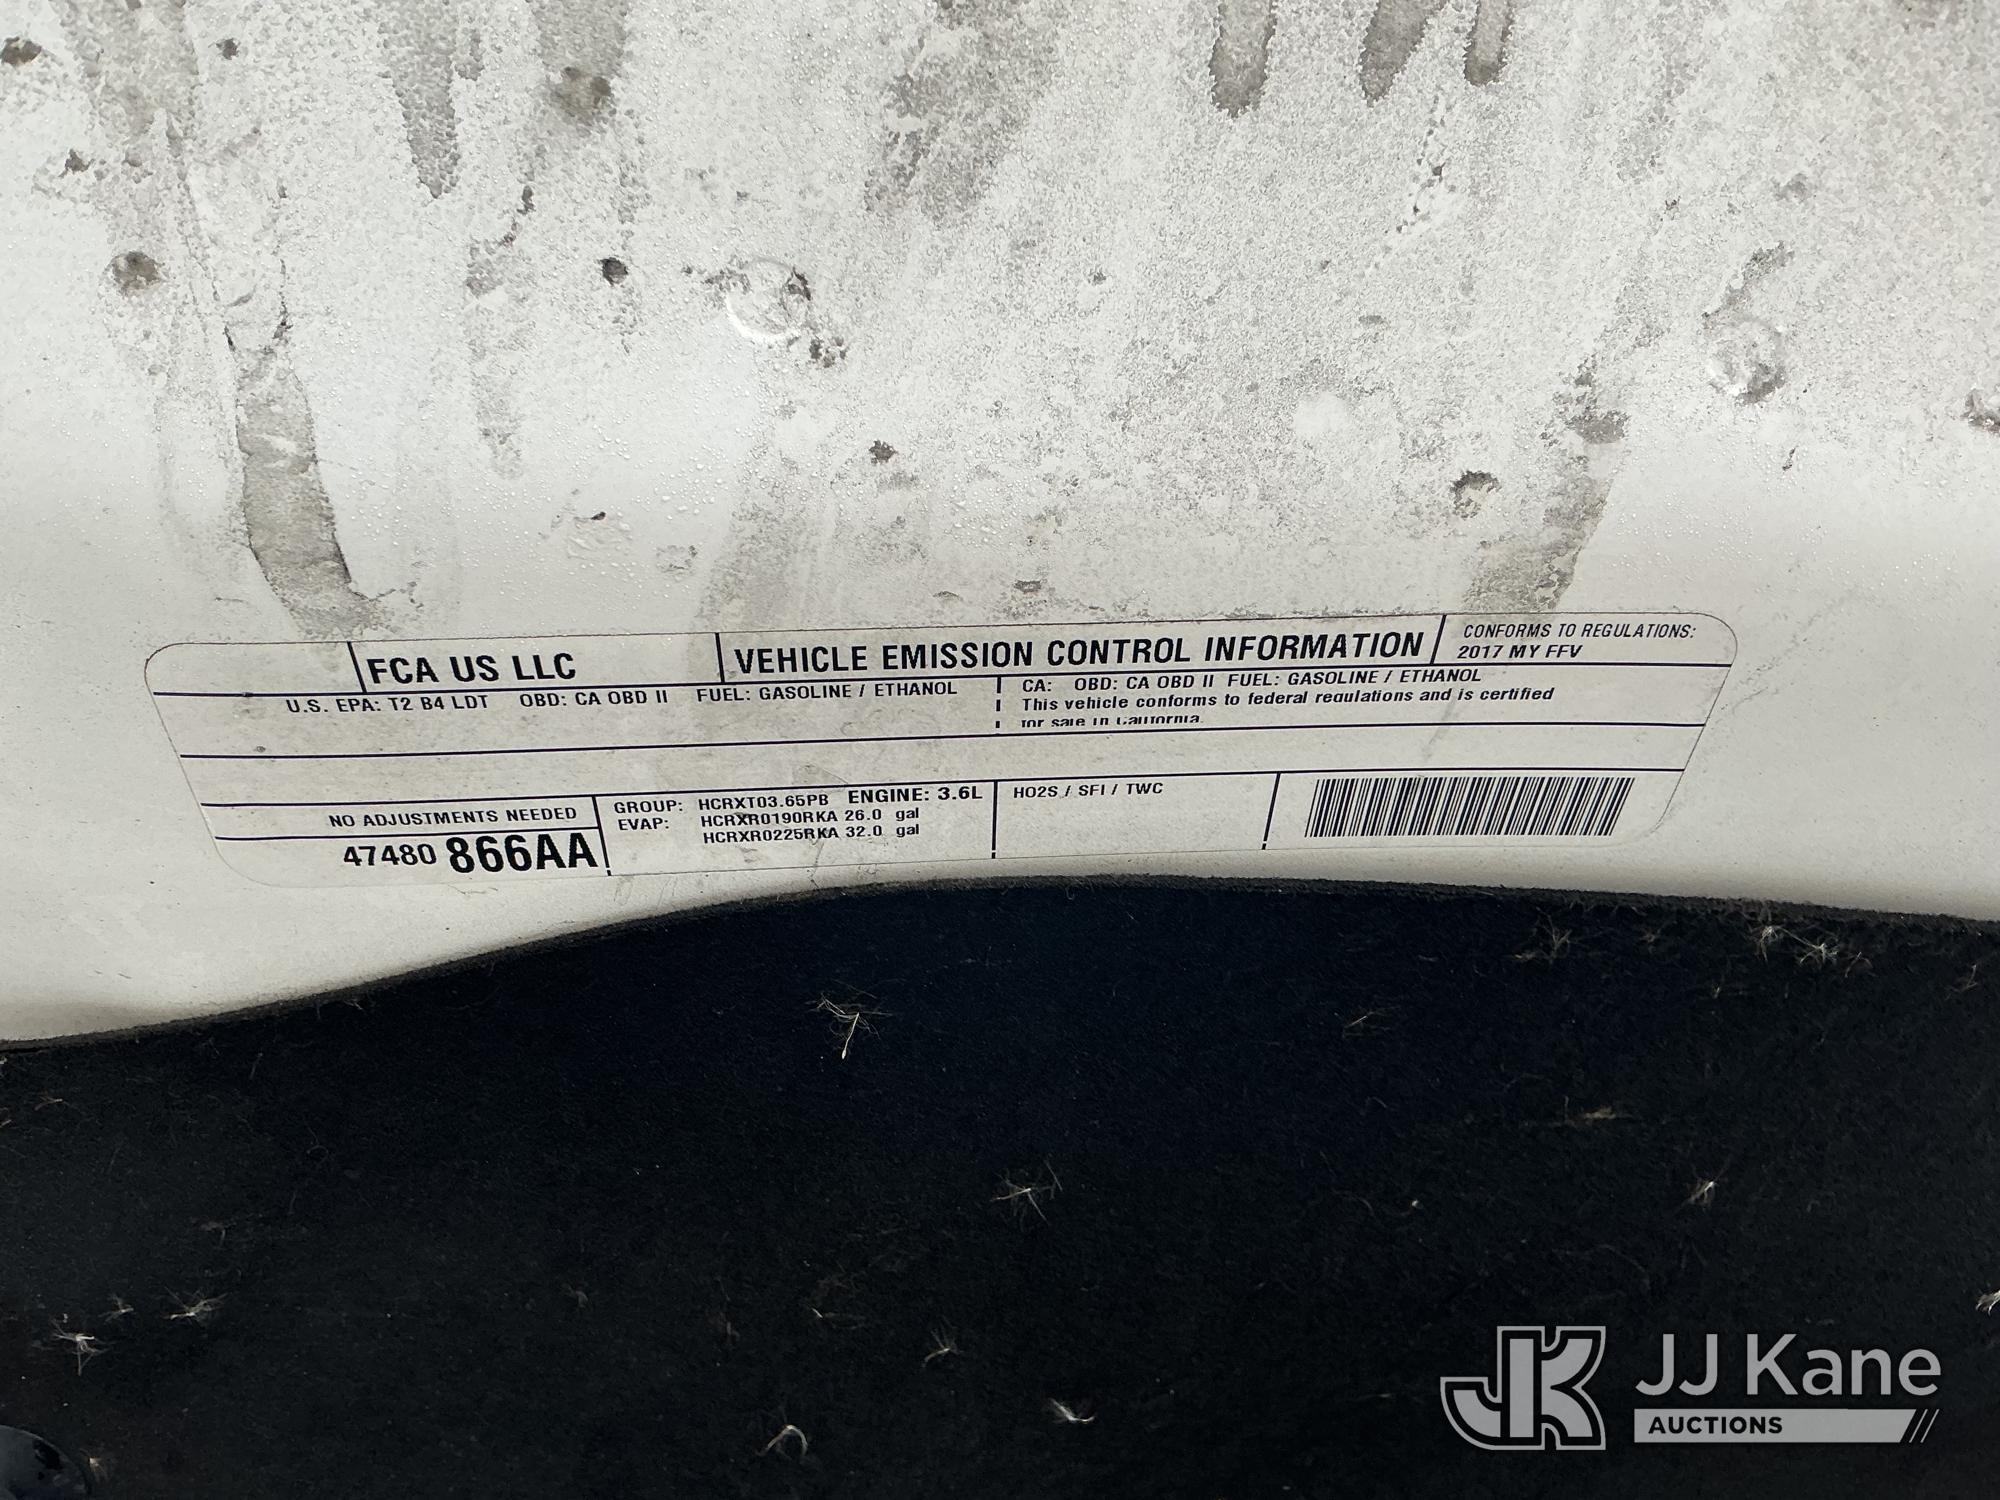 FCA US LLC
VEHICLE EMISSION CONTROL INFORMATION
CONFORMS TO REGULATIONS:
2017 MY FFV
U.S. EPA: T2 B4 LDT OBD: CA OBD II FUEL: GASOLINE / ETHANOL
CA: OBD: CA OBD II FUEL: GASOLINE / ETHANOL
This vehicle conforms to federal regulations and is certified
for sale in California.
NO ADJUSTMENTS NEEDED
47480 866AA
GROUP: HCRXT03.65PB ENGINE: 3.6L
EVAP: HCRXR0190RKA 26.0 gal
HCRXR0225RKA 32.0 gal
HO2S / SFI / TWC
JK JJ Kane
AUCTIONS